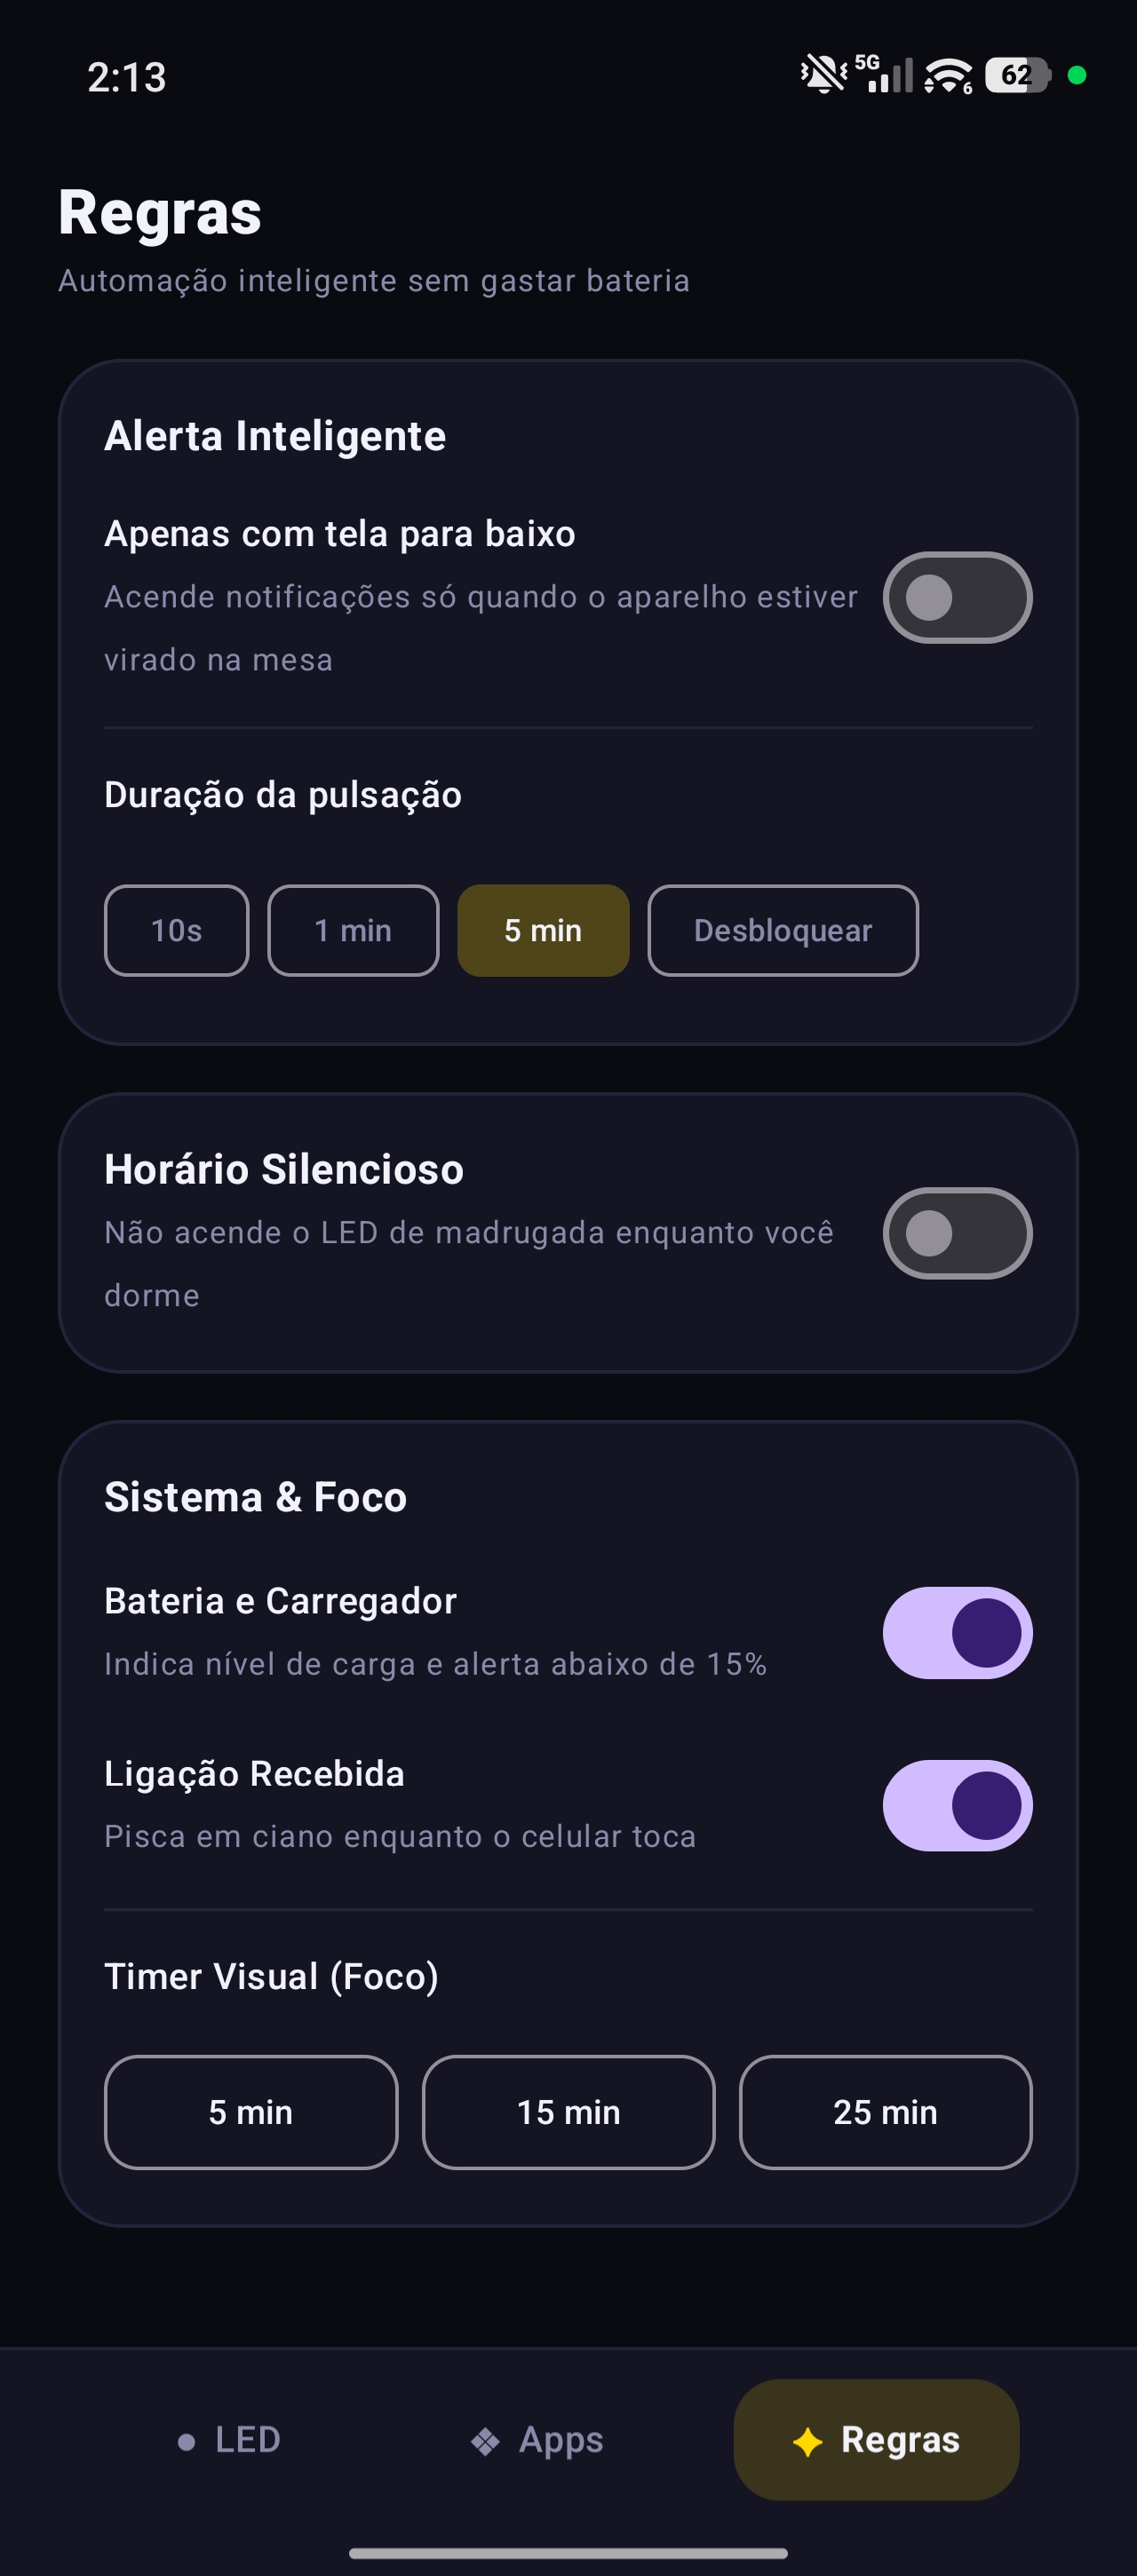 2:13
5G
6
62
Regras
Automação inteligente sem gastar bateria
Alerta Inteligente
Apenas com tela para baixo
Acende notificações só quando o aparelho estiver
virado na mesa
Duração da pulsação
10s
1 min
5 min
Desbloquear
Horário Silencioso
Não acende o LED de madrugada enquanto você
dorme
Sistema & Foco
Bateria e Carregador
Indica nível de carga e alerta abaixo de 15%
Ligação Recebida
Pisca em ciano enquanto o celular toca
Timer Visual (Foco)
5 min
15 min
25 min
LED
Apps
Regras